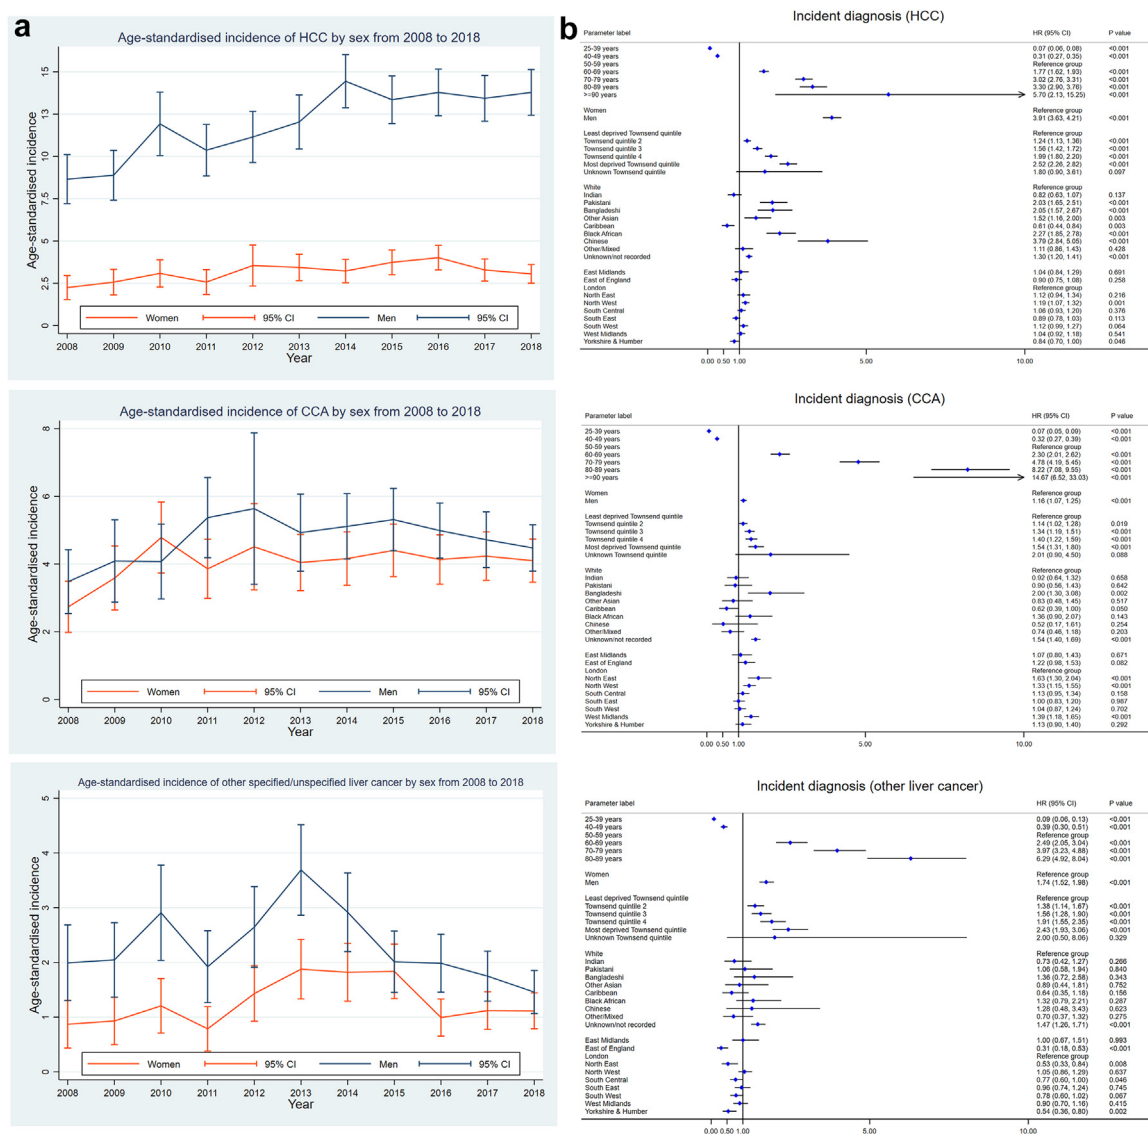 a
Age-standardised incidence of HCC by sex from 2008 to 2018
Age-standardised incidence
15
13
10
7.5
5
2.5
0
Women 95% CI Men 95% CI
2008 2009 2010 2011 2012 2013 2014 2015 2016 2017 2018
Year
Age-standardised incidence of CCA by sex from 2008 to 2018
Age-standardised incidence
8
6
4
2
0
Women 95% CI Men 95% CI
2008 2009 2010 2011 2012 2013 2014 2015 2016 2017 2018
Year
Age-standardised incidence of other specified/unspecified liver cancer by sex from 2008 to 2018
Age-standardised incidence
5
4
3
2
1
0
Women 95% CI Men 95% CI
2008 2009 2010 2011 2012 2013 2014 2015 2016 2017 2018
Year
b
Incident diagnosis (HCC)
Parameter label HR (95% CI) P value
25-39 years 0.07 (0.06, 0.08) <0.001
40-49 years 0.31 (0.27, 0.35) <0.001
50-59 years Reference group
60-69 years 1.77 (1.62, 1.93) <0.001
70-79 years 3.02 (2.76, 3.31) <0.001
80-89 years 3.30 (2.90, 3.76) <0.001
>=90 years 5.70 (2.13, 15.25) <0.001
Women Reference group
Men 3.91 (3.63, 4.21) <0.001
Least deprived Townsend quintile Reference group
Townsend quintile 2 1.24 (1.13, 1.36) <0.001
Townsend quintile 3 1.56 (1.42, 1.72) <0.001
Townsend quintile 4 1.99 (1.80, 2.20) <0.001
Most deprived Townsend quintile 2.52 (2.26, 2.82) <0.001
Unknown Townsend quintile 1.80 (0.90, 3.61) 0.097
White Reference group
Indian 0.82 (0.63, 1.07) 0.137
Pakistani 2.03 (1.65, 2.51) <0.001
Bangladeshi 2.05 (1.57, 2.67) <0.001
Other Asian 1.52 (1.16, 2.00) 0.003
Caribbean 0.61 (0.44, 0.84) 0.003
Black African 2.27 (1.85, 2.78) <0.001
Chinese 3.79 (2.84, 5.05) <0.001
Other/Mixed 1.11 (0.86, 1.43) 0.428
Unknown/not recorded 1.30 (1.20, 1.41) <0.001
East Midlands 1.04 (0.84, 1.29) 0.691
East of England 0.90 (0.75, 1.08) 0.258
London Reference group
North East 1.12 (0.94, 1.34) 0.216
North West 1.19 (1.07, 1.32) 0.001
South Central 1.06 (0.93, 1.20) 0.376
South East 0.89 (0.78, 1.03) 0.113
South West 1.12 (0.99, 1.27) 0.064
West Midlands 1.04 (0.92, 1.18) 0.541
Yorkshire & Humber 0.84 (0.70, 1.00) 0.046
0.00 0.50 1.00 5.00 10.00
Incident diagnosis (CCA)
Parameter label HR (95% CI) P value
25-39 years 0.07 (0.05, 0.09) <0.001
40-49 years 0.32 (0.27, 0.39) <0.001
50-59 years Reference group
60-69 years 2.30 (2.01, 2.62) <0.001
70-79 years 4.78 (4.19, 5.45) <0.001
80-89 years 8.22 (7.08, 9.55) <0.001
>=90 years 14.67 (6.52, 33.03) <0.001
Women Reference group
Men 1.16 (1.07, 1.25) <0.001
Least deprived Townsend quintile Reference group
Townsend quintile 2 1.14 (1.02, 1.28) 0.019
Townsend quintile 3 1.34 (1.19, 1.51) <0.001
Townsend quintile 4 1.40 (1.22, 1.59) <0.001
Most deprived Townsend quintile 1.54 (1.31, 1.80) <0.001
Unknown Townsend quintile 2.01 (0.90, 4.50) 0.088
White Reference group
Indian 0.92 (0.64, 1.32) 0.658
Pakistani 0.90 (0.56, 1.43) 0.642
Bangladeshi 2.00 (1.30, 3.08) 0.002
Other Asian 0.83 (0.48, 1.45) 0.517
Caribbean 0.62 (0.39, 1.00) 0.050
Black African 1.36 (0.90, 2.07) 0.143
Chinese 0.52 (0.17, 1.61) 0.254
Other/Mixed 0.74 (0.46, 1.18) 0.203
Unknown/not recorded 1.54 (1.40, 1.69) <0.001
East Midlands 1.07 (0.80, 1.43) 0.671
East of England 1.22 (0.98, 1.53) 0.082
London Reference group
North East 1.63 (1.30, 2.04) <0.001
North West 1.33 (1.15, 1.55) <0.001
South Central 1.13 (0.95, 1.34) 0.158
South East 1.00 (0.83, 1.20) 0.987
South West 1.04 (0.87, 1.24) 0.702
West Midlands 1.39 (1.18, 1.65) <0.001
Yorkshire & Humber 1.13 (0.90, 1.40) 0.292
0.00 0.50 1.00 5.00 10.00
Incident diagnosis (other liver cancer)
Parameter label HR (95% CI) P value
25-39 years 0.09 (0.06, 0.13) <0.001
40-49 years 0.39 (0.30, 0.51) <0.001
50-59 years Reference group
60-69 years 2.49 (2.05, 3.04) <0.001
70-79 years 3.97 (3.23, 4.88) <0.001
80-89 years 6.29 (4.92, 8.04) <0.001
Women Reference group
Men 1.74 (1.52, 1.98) <0.001
Least deprived Townsend quintile Reference group
Townsend quintile 2 1.38 (1.14, 1.67) <0.001
Townsend quintile 3 1.56 (1.28, 1.90) <0.001
Townsend quintile 4 1.91 (1.55, 2.35) <0.001
Most deprived Townsend quintile 2.43 (1.93, 3.06) <0.001
Unknown Townsend quintile 2.00 (0.50, 8.06) 0.329
White Reference group
Indian 0.73 (0.42, 1.27) 0.266
Pakistani 1.06 (0.58, 1.94) 0.840
Bangladeshi 1.36 (0.72, 2.58) 0.343
Other Asian 0.89 (0.44, 1.81) 0.752
Caribbean 0.64 (0.35, 1.18) 0.156
Black African 1.32 (0.79, 2.21) 0.287
Chinese 1.28 (0.48, 3.43) 0.623
Other/Mixed 0.70 (0.37, 1.32) 0.275
Unknown/not recorded 1.47 (1.26, 1.71) <0.001
East Midlands 1.00 (0.67, 1.51) 0.993
East of England 0.31 (0.18, 0.53) <0.001
London Reference group
North East 0.53 (0.33, 0.84) 0.008
North West 1.05 (0.86, 1.29) 0.637
South Central 0.77 (0.60, 1.00) 0.046
South East 0.96 (0.74, 1.24) 0.745
South West 0.78 (0.60, 1.02) 0.067
West Midlands 0.90 (0.70, 1.16) 0.415
Yorkshire & Humber 0.54 (0.36, 0.80) 0.002
0.00 0.50 1.00 5.00 10.00